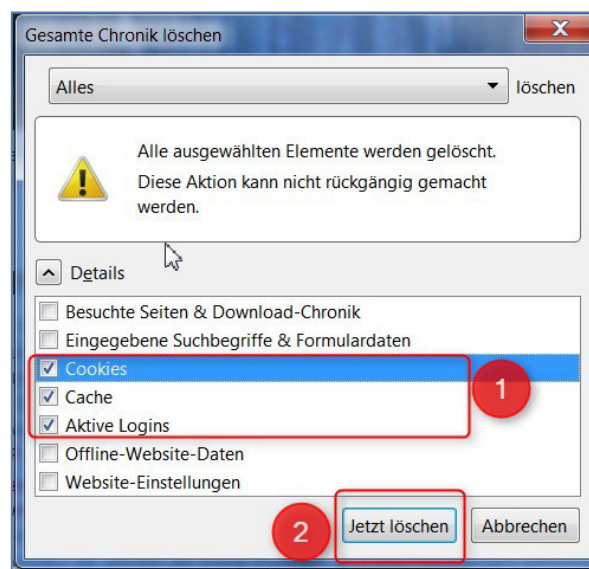 Gesamte Chronik löschen
Alles löschen
Alle ausgewählten Elemente werden gelöscht.
Diese Aktion kann nicht rückgängig gemacht
werden.
Details
Besuchte Seiten & Download-Chronik
Eingegebene Suchbegriffe & Formulardaten
Cookies
1
Cache
Aktive Logins
Offline-Website-Daten
Website-Einstellungen
2 Jetzt löschen Abbrechen